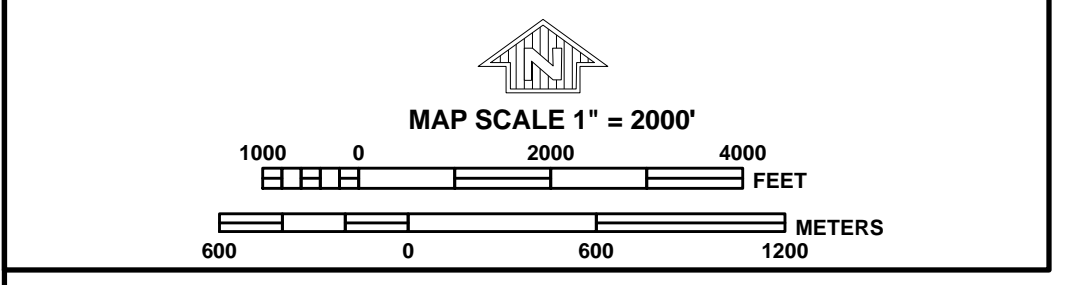 N
MAP SCALE 1" = 2000'
1000 0 2000 4000
FEET
METERS
600 0 600 1200